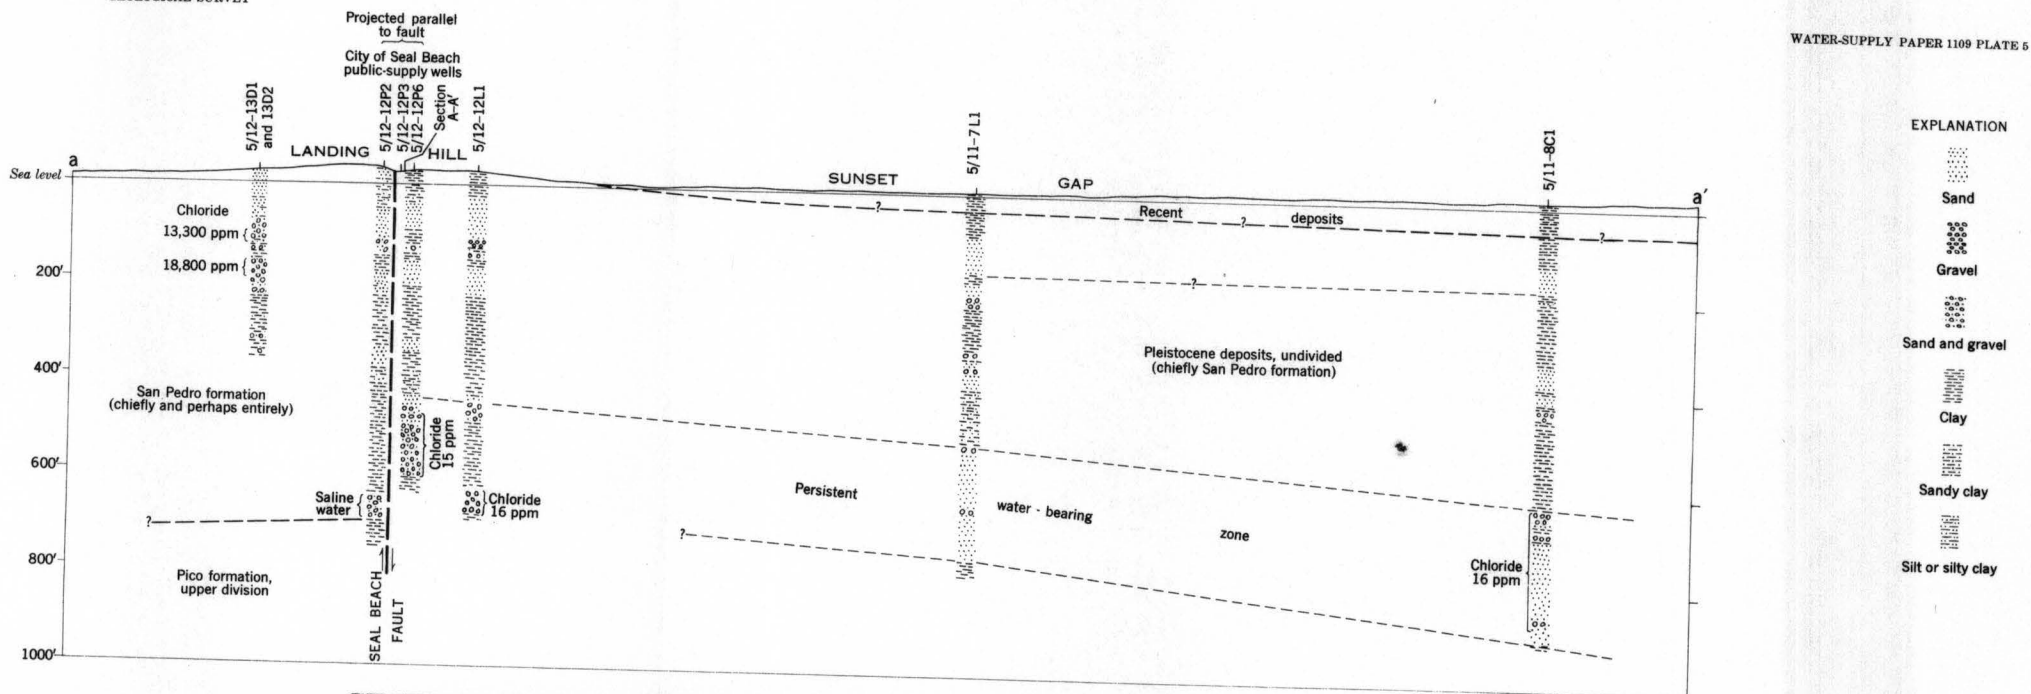 WATER-SUPPLY PAPER 1109 PLATE 5
Projected parallel
to fault
City of Seal Beach
public-supply wells
5/12-13D1
and 13D2
5/12-12P2
5/12-12P3
5/12-12P6
Section
A-A'
5/12-12L1
5/11-7L1
5/11-8C1
a
LANDING HILL
SUNSET GAP
a'
Sea level
Recent deposits
?
?
?
Chloride
13,300 ppm
18,800 ppm
200'
?
400'
Pleistocene deposits, undivided
(chiefly San Pedro formation)
San Pedro formation
(chiefly and perhaps entirely)
Chloride
15 ppm
600'
Saline
water
Chloride
16 ppm
Persistent water-bearing zone
?
?
800'
Pico formation,
upper division
Chloride
16 ppm
SEAL BEACH
FAULT
1000'
EXPLANATION
Sand
Gravel
Sand and gravel
Clay
Sandy clay
Silt or silty clay